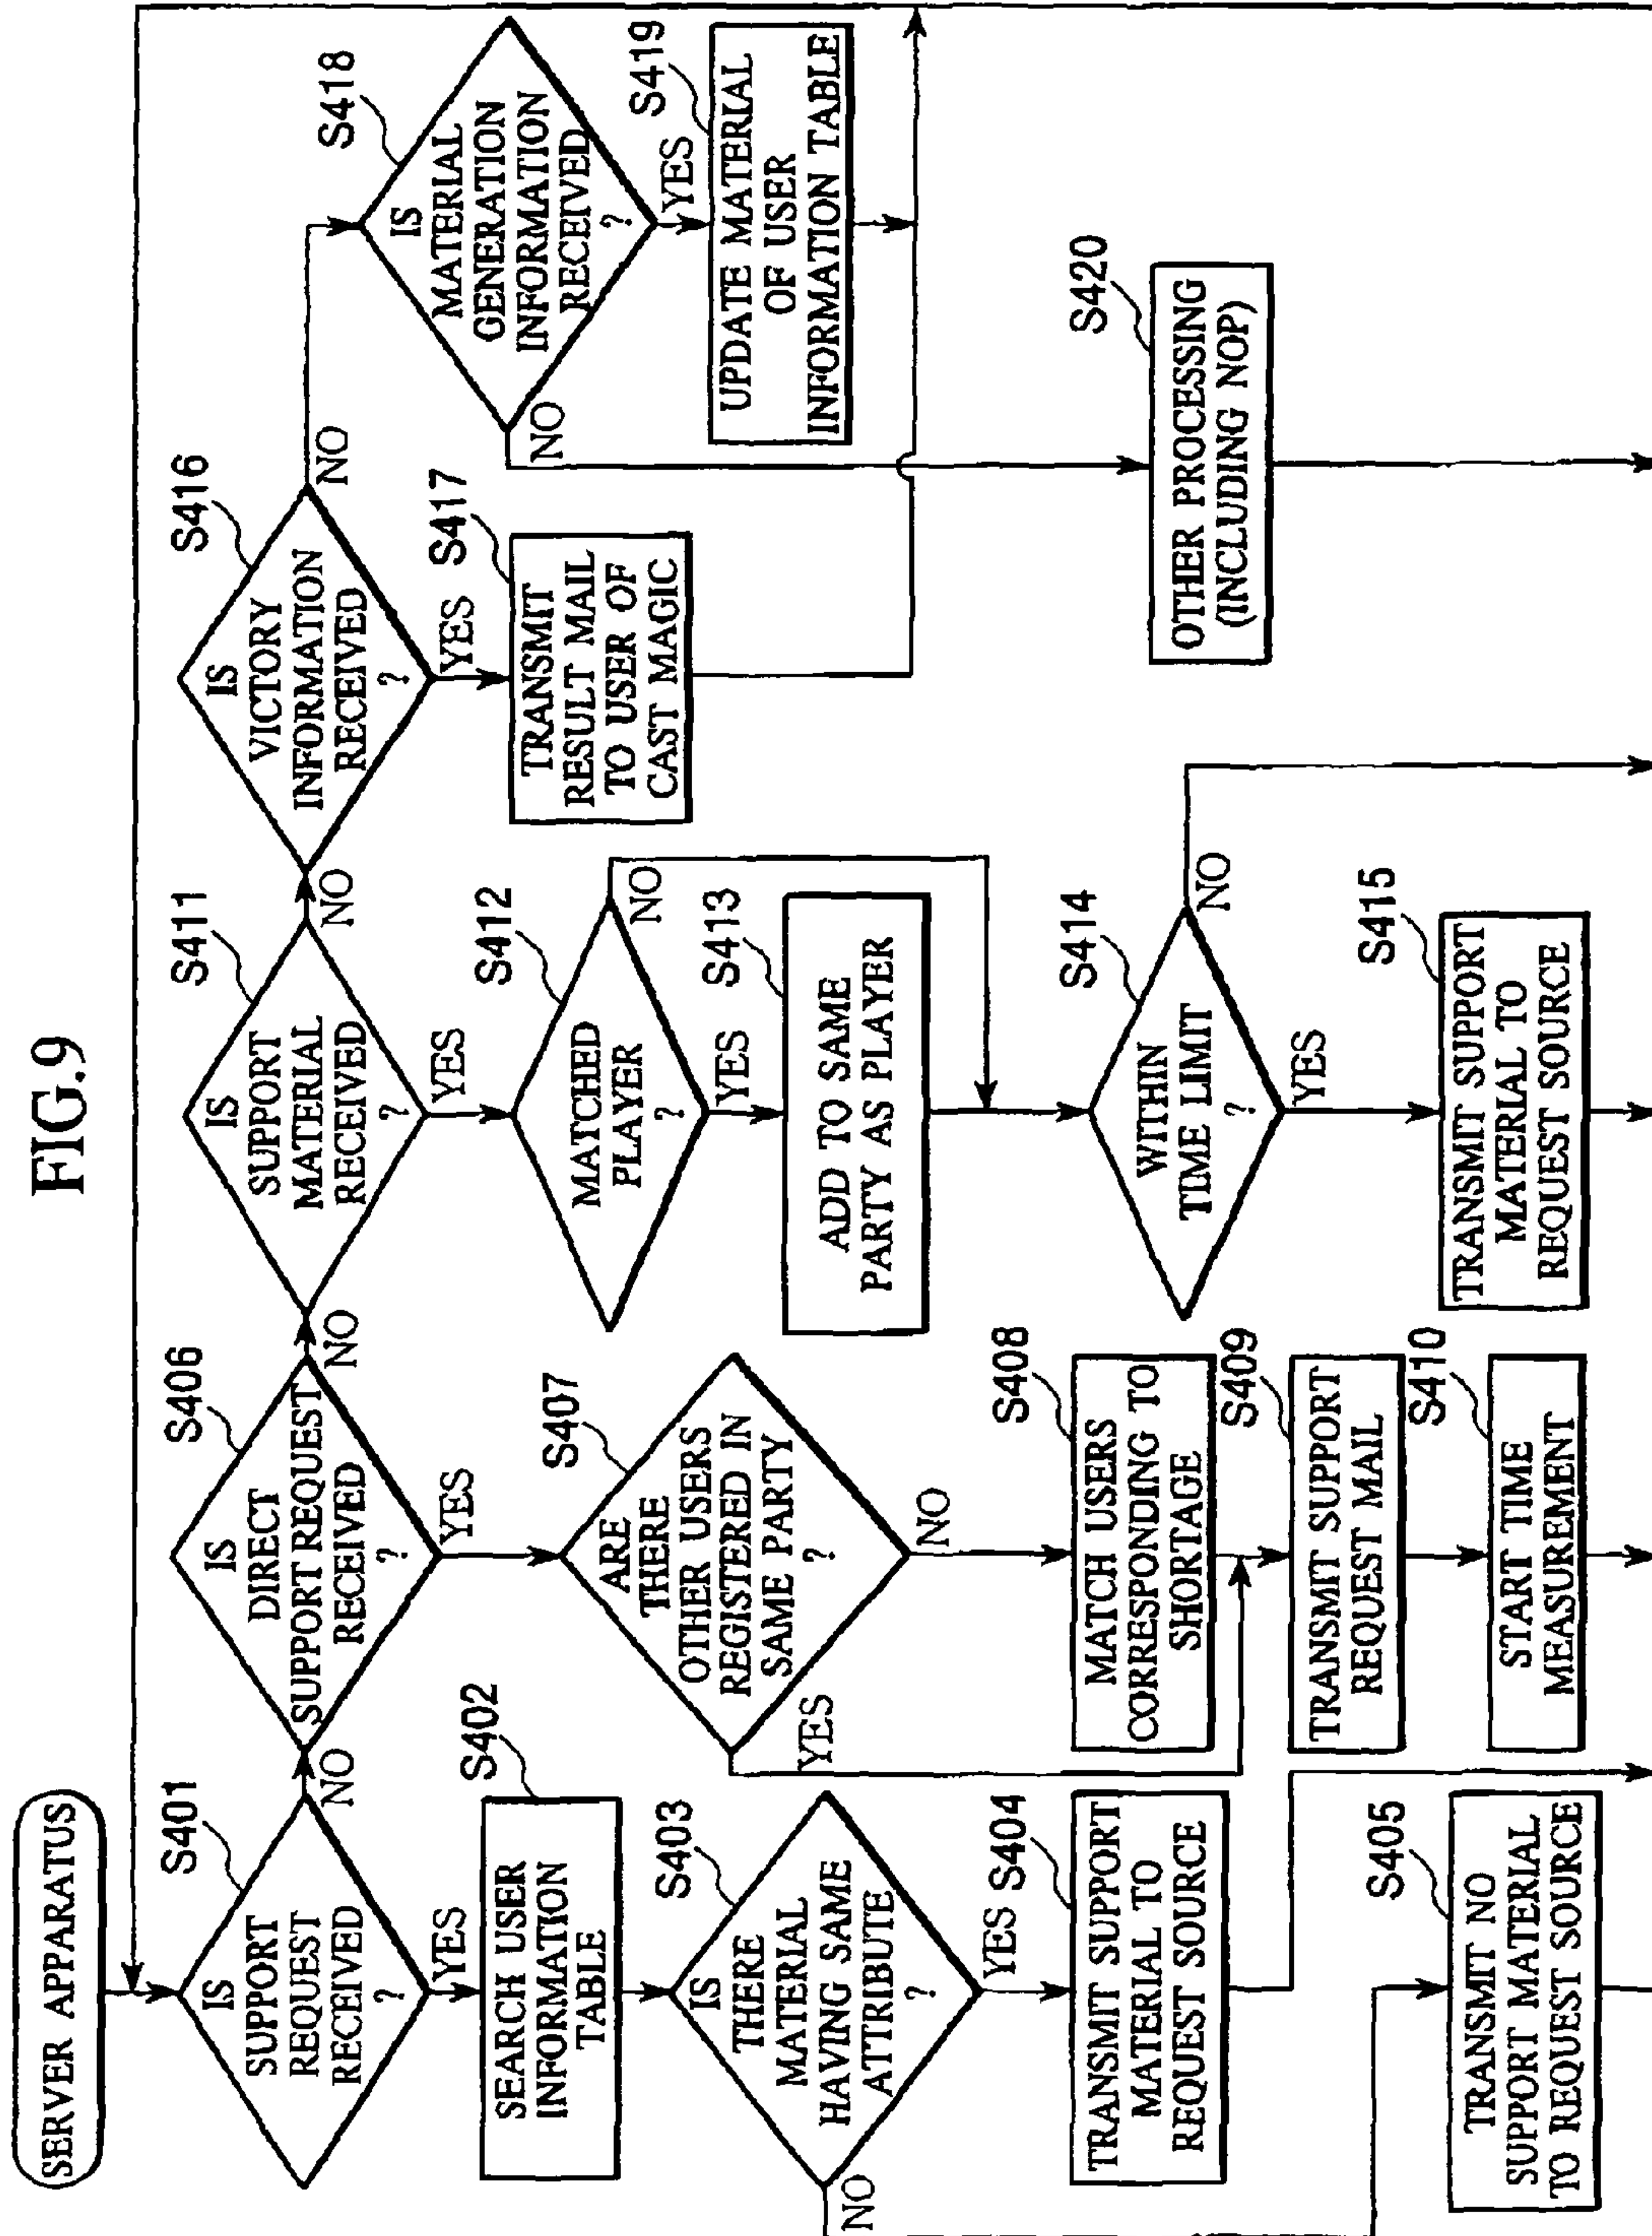 FIG.9
SERVER APPARATUS
S401
IS
SUPPORT
REQUEST
RECEIVED
?
NO
YES
S402
SEARCH USER
INFORMATION
TABLE
S403
IS
THERE
MATERIAL
HAVING SAME
ATTRIBUTE
?
NO
YES
S404
TRANSMIT SUPPORT
MATERIAL TO
REQUEST SOURCE
S405
TRANSMIT NO
SUPPORT MATERIAL
TO REQUEST SOURCE
S406
IS
DIRECT
SUPPORT REQUEST
RECEIVED
?
NO
YES
S407
ARE
THERE
OTHER USERS
REGISTERED IN
SAME PARTY
?
YES
NO
S408
MATCH USERS
CORRESPONDING TO
SHORTAGE
S409
TRANSMIT SUPPORT
REQUEST MAIL
S410
START TIME
MEASUREMENT
S411
IS
SUPPORT
MATERIAL
RECEIVED
?
NO
YES
S412
MATCHED
PLAYER
?
NO
YES
S413
ADD TO SAME
PARTY AS PLAYER
S414
WITHIN
TIME LIMIT
?
NO
YES
S415
TRANSMIT SUPPORT
MATERIAL TO
REQUEST SOURCE
S416
IS
VICTORY
INFORMATION
RECEIVED
?
NO
YES
S417
TRANSMIT
RESULT MAIL
TO USER OF
CAST MAGIC
S418
IS
MATERIAL
GENERATION
INFORMATION
RECEIVED
?
NO
YES
S419
UPDATE MATERIAL
OF USER
INFORMATION TABLE
S420
OTHER PROCESSING
(INCLUDING NOP)